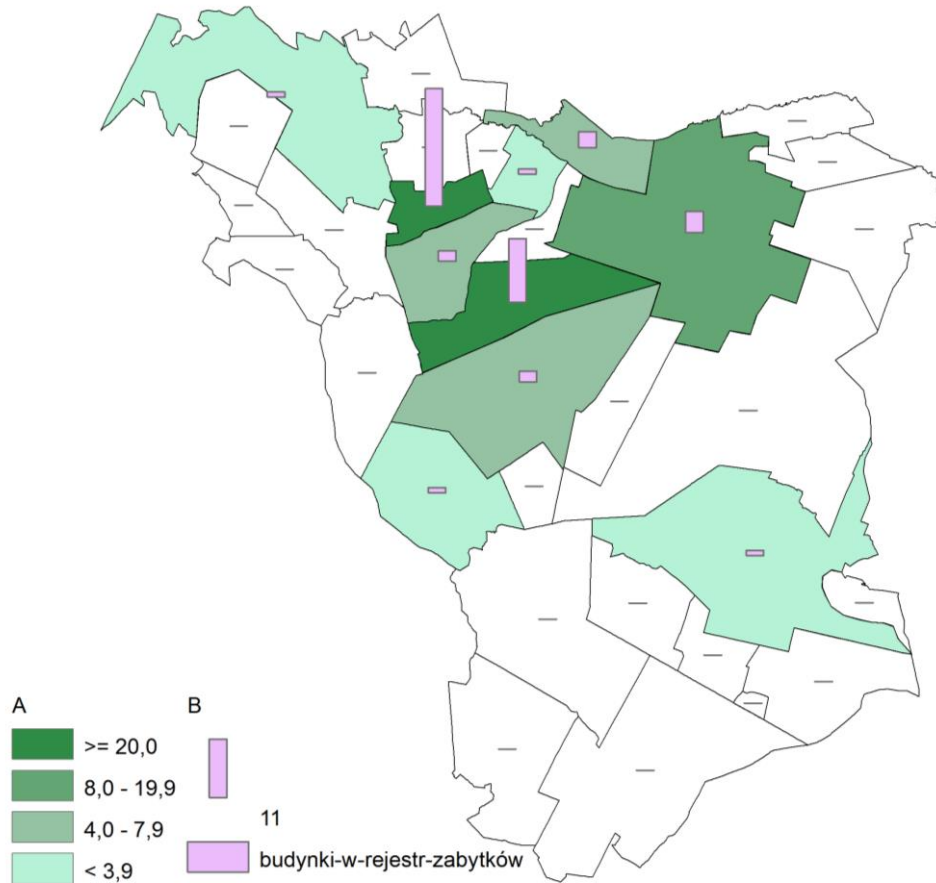 A
>= 20,0
8,0 - 19,9
4,0 - 7,9
< 3,9
B
11
budynki-w-rejestr-zabytków